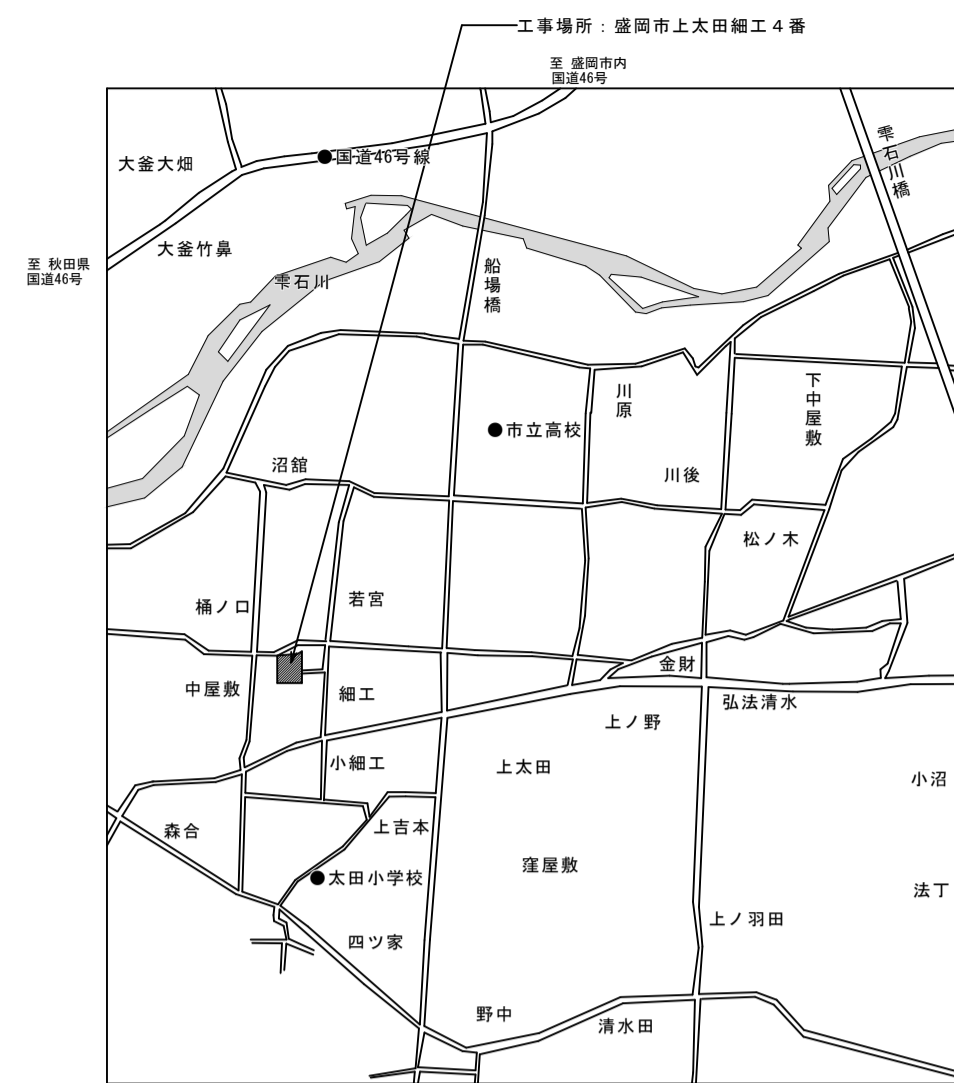 工事場所：盛岡市上太田細工４番
至 盛岡市内
国道46号
雫石川橋
大釜大畑
国道46号線
大釜竹鼻
至 秋田県
国道46号
雫石川
船場橋
川原
下中屋敷
市立高校
沼舘
川後
松ノ木
桶ノ口
若宮
金財
中屋敷
細工
弘法清水
上ノ野
小細工
上太田
小沼
森合
上吉本
窪屋敷
太田小学校
法丁
上ノ羽田
四ツ家
野中
清水田